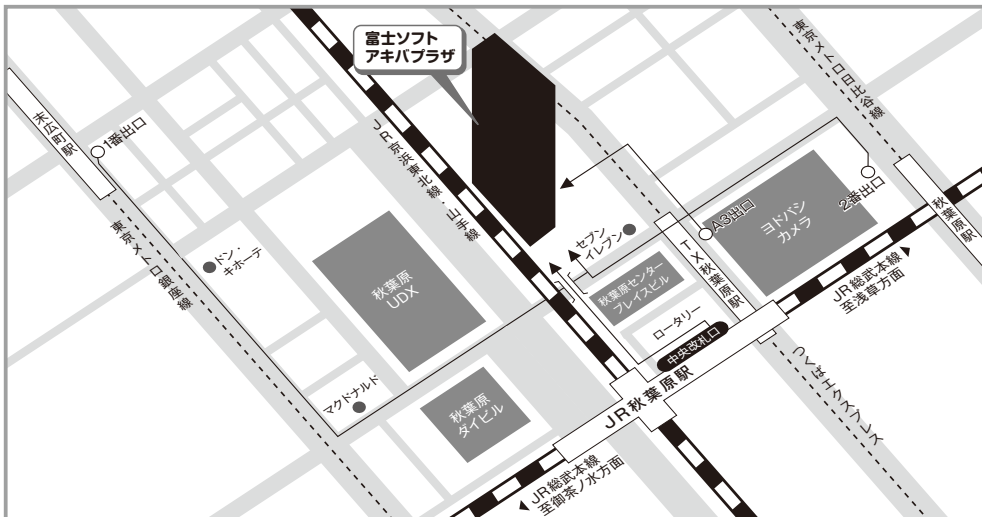 富士ソフト
アキバプラザ
東京メトロ日比谷線
末広町駅
1番出口
JR京浜東北線・山手線
2番出口
A3出口
ヨドバシ
カメラ
秋葉原駅
セブン
イレブン
TX秋葉原駅
ドン・
キホーテ
東京メトロ銀座線
秋葉原
UDX
秋葉原センター
プレイスビル
JR総武本線
至浅草方面
ロータリー
中央改札口
つくばエクスプレス
マクドナルド
秋葉原
ダイビル
JR秋葉原駅
JR総武本線
至御茶ノ水方面